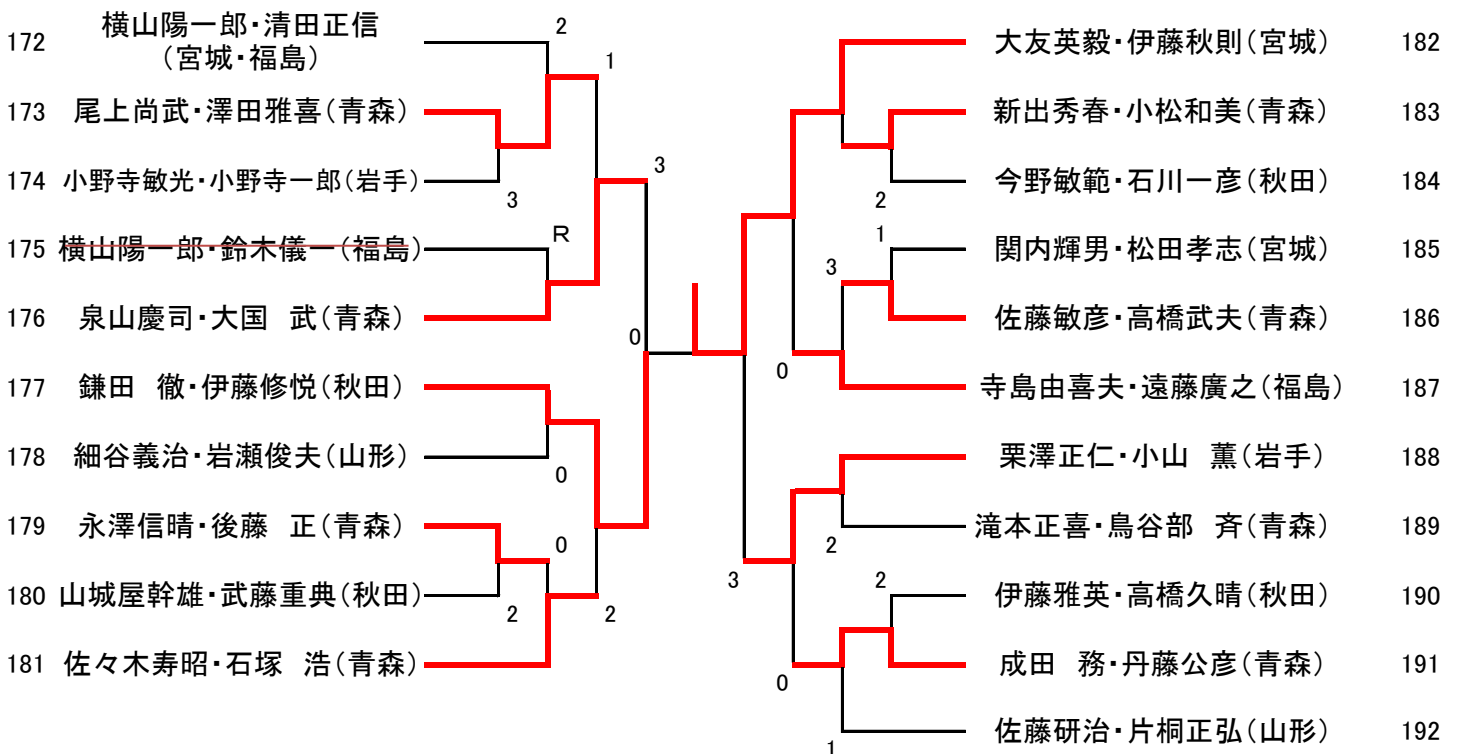 172 横山陽一郎・清田正信
(宮城・福島)
173 尾上尚武・澤田雅喜(青森)
174 小野寺敏光・小野寺一郎(岩手)
175 横山陽一郎・鈴木儀一(福島)
176 泉山慶司・大国 武(青森)
177 鎌田 徹・伊藤修悦(秋田)
178 細谷義治・岩瀬俊夫(山形)
179 永澤信晴・後藤 正(青森)
180 山城屋幹雄・武藤重典(秋田)
181 佐々木寿昭・石塚 浩(青森)
2
1
3
3
R
0
0
0
2
2
大友英毅・伊藤秋則(宮城) 182
新出秀春・小松和美(青森) 183
今野敏範・石川一彦(秋田) 184
関内輝男・松田孝志(宮城) 185
佐藤敏彦・高橋武夫(青森) 186
寺島由喜夫・遠藤廣之(福島) 187
栗澤正仁・小山 薫(岩手) 188
滝本正喜・鳥谷部 斉(青森) 189
伊藤雅英・高橋久晴(秋田) 190
成田 務・丹藤公彦(青森) 191
佐藤研治・片桐正弘(山形) 192
2
1
3
0
2
3
2
0
1